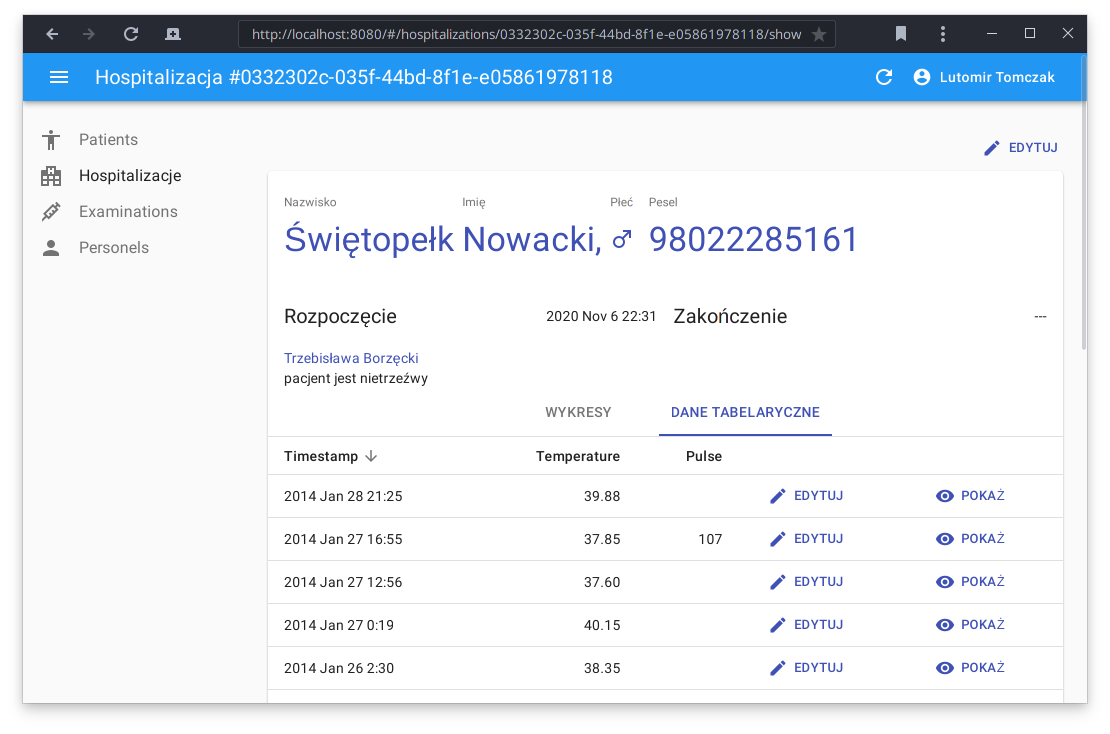 http://localhost:8080/#/hospitalizations/0332302c-035f-44bd-8f1e-e05861978118/show
Hospitalizacja #0332302c-035f-44bd-8f1e-e05861978118
Lutomir Tomczak
Patients
Hospitalizacje
Examinations
Personels
EDYTUJ
Nazwisko Imię Płeć Pesel
Świętopełk Nowacki, ♂ 98022285161
Rozpoczęcie 2020 Nov 6 22:31 Zakończenie ---
Trzebisława Borzęcki
pacjent jest nietrzeźwy
WYKRESY DANE TABELARYCZNE
Timestamp Temperature Pulse
2014 Jan 28 21:25 39.88 EDYTUJ POKAŻ
2014 Jan 27 16:55 37.85 107 EDYTUJ POKAŻ
2014 Jan 27 12:56 37.60 EDYTUJ POKAŻ
2014 Jan 27 0:19 40.15 EDYTUJ POKAŻ
2014 Jan 26 2:30 38.35 EDYTUJ POKAŻ